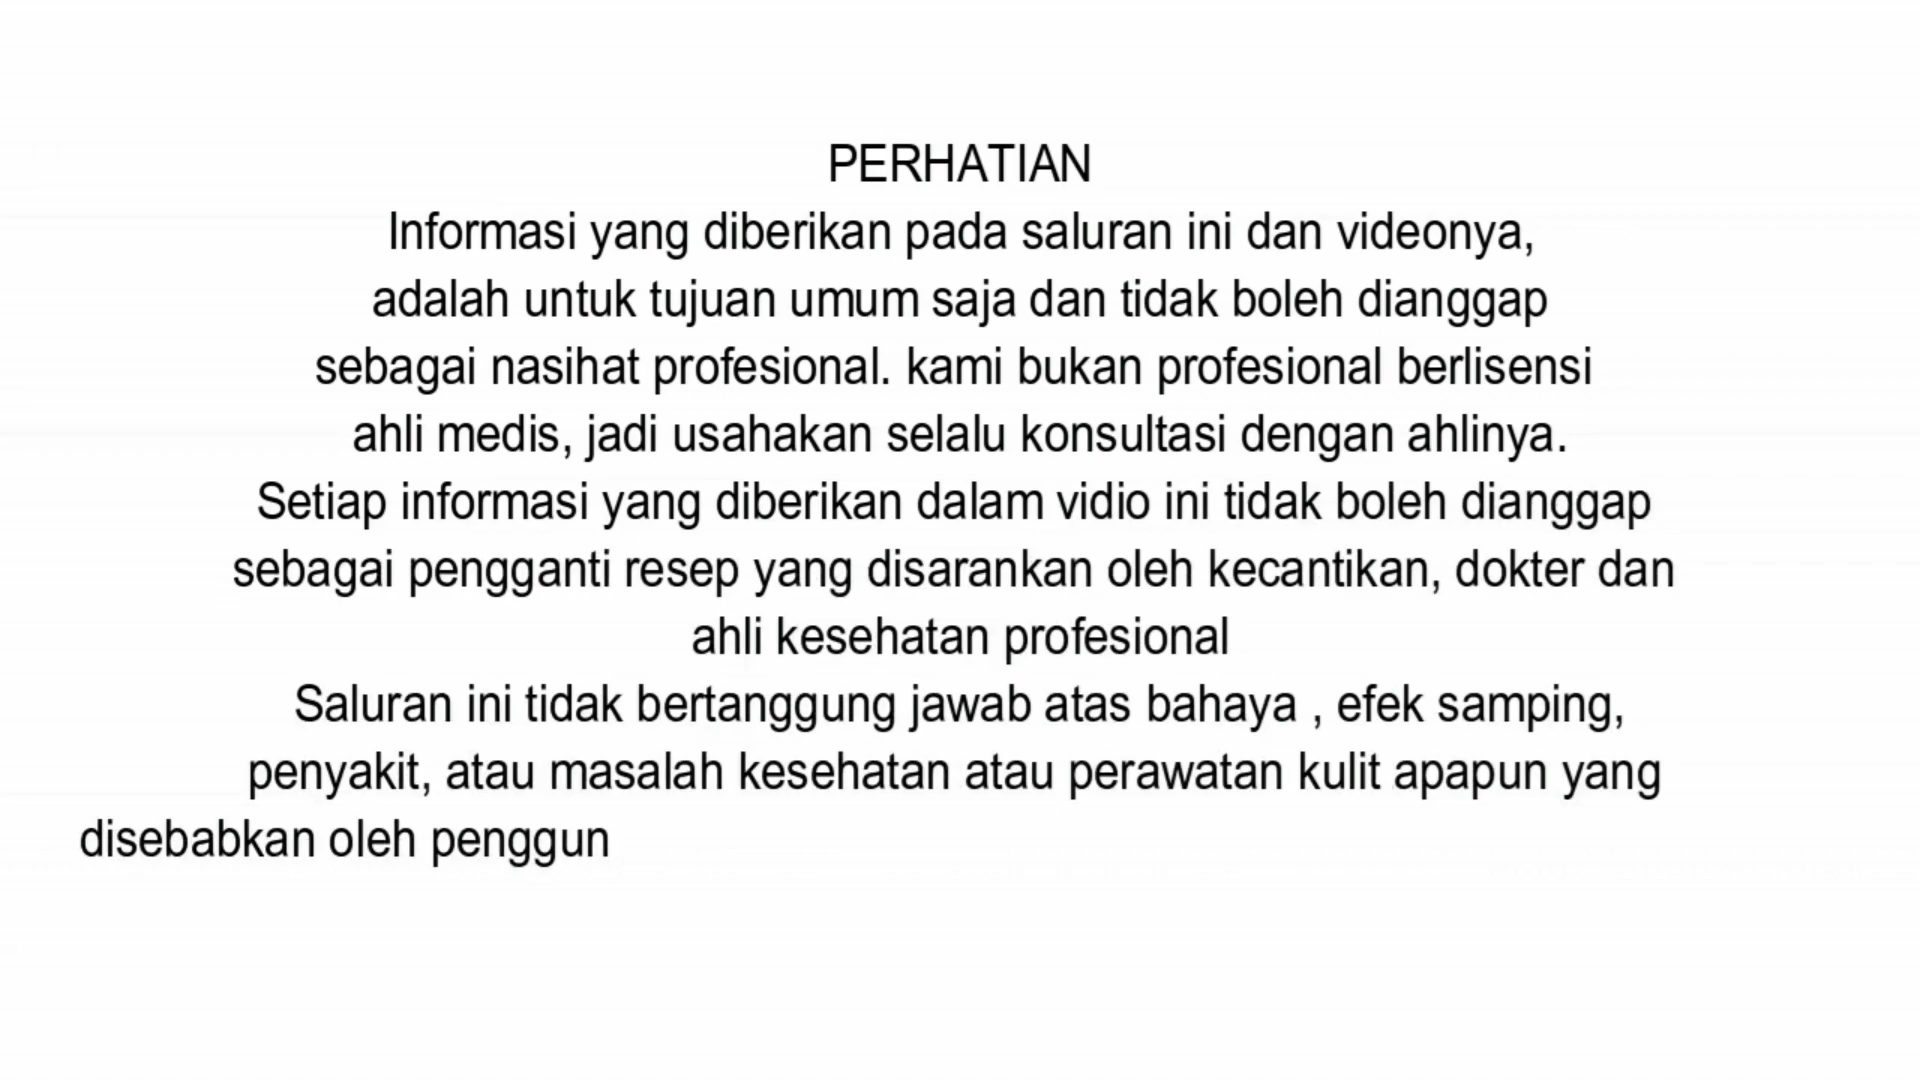 PERHATIAN
Informasi yang diberikan pada saluran ini dan videonya,
adalah untuk tujuan umum saja dan tidak boleh dianggap
sebagai nasihat profesional. kami bukan profesional berlisensi
ahli medis, jadi usahakan selalu konsultasi dengan ahlinya.
Setiap informasi yang diberikan dalam vidio ini tidak boleh dianggap
sebagai pengganti resep yang disarankan oleh kecantikan, dokter dan
ahli kesehatan profesional
Saluran ini tidak bertanggung jawab atas bahaya , efek samping,
penyakit, atau masalah kesehatan atau perawatan kulit apapun yang
disebabkan oleh penggun